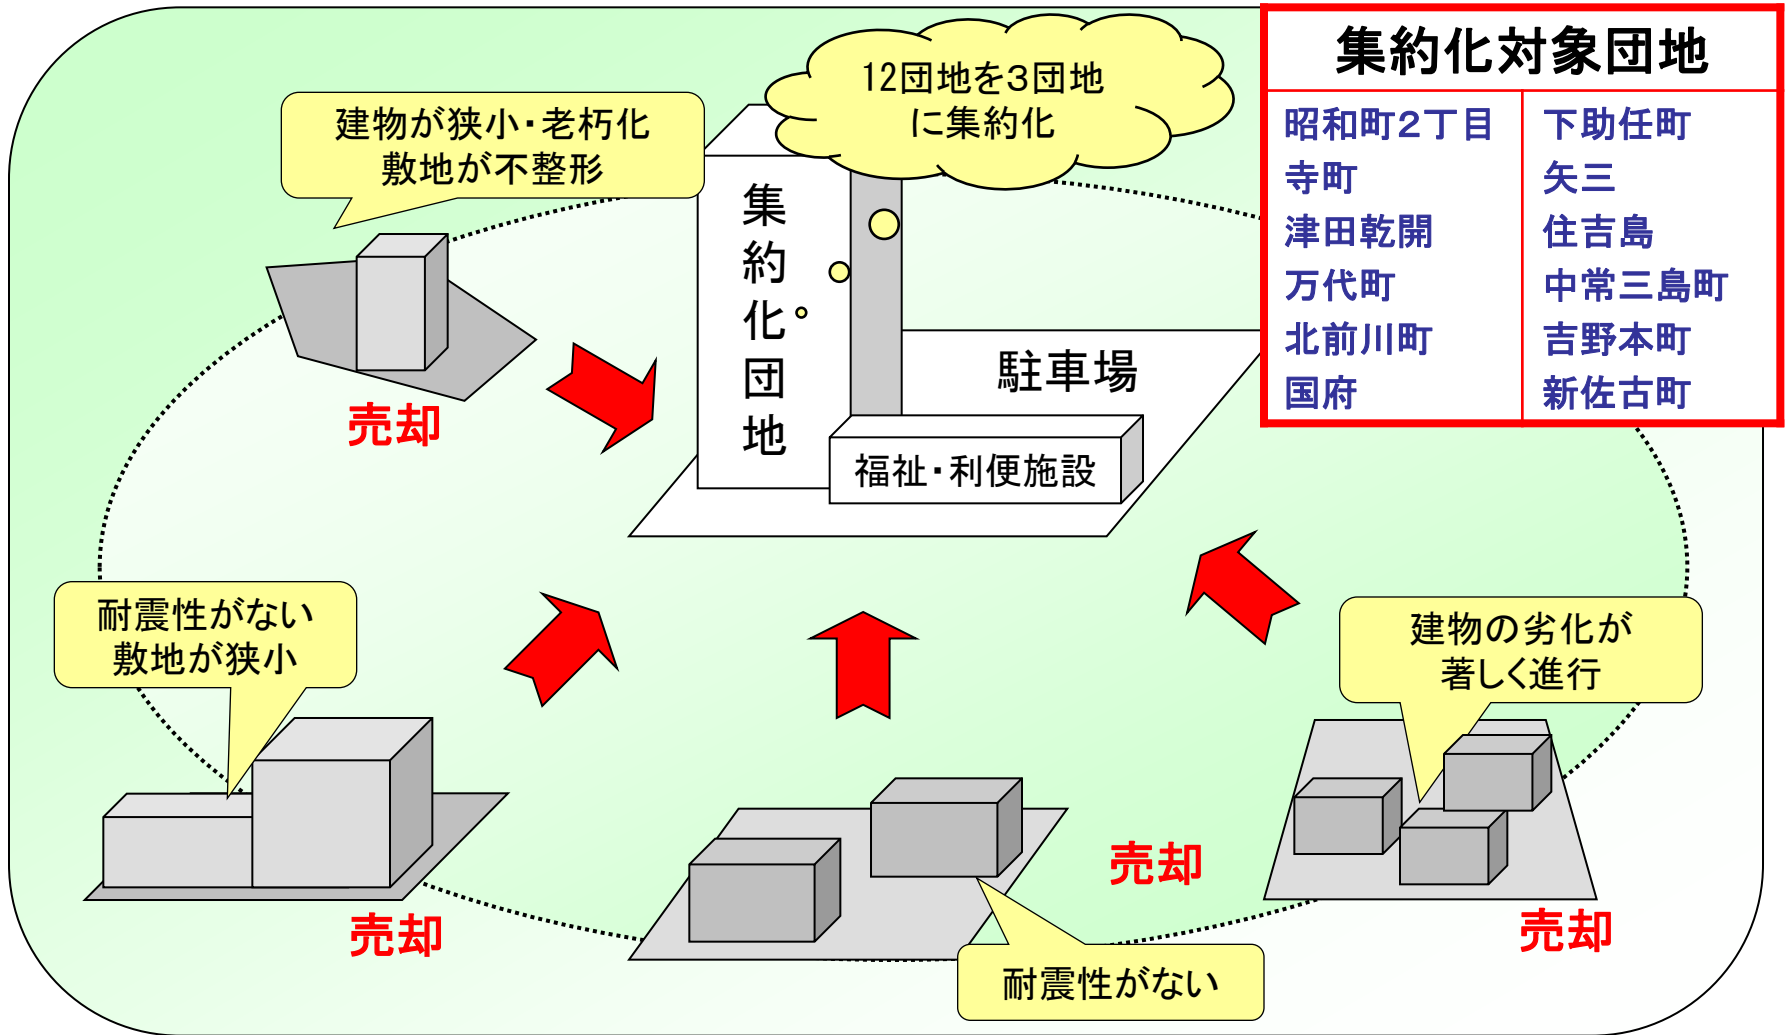 集約化対象団地
昭和町2丁目
寺町
津田乾開
万代町
北前川町
国府
下助任町
矢三
住吉島
中常三島町
吉野本町
新佐古町
12団地を3団地
に集約化
建物が狭小・老朽化
敷地が不整形
集約化団地
駐車場
福祉・利便施設
売却
耐震性がない
敷地が狭小
売却
耐震性がない
売却
建物の劣化が
著しく進行
売却